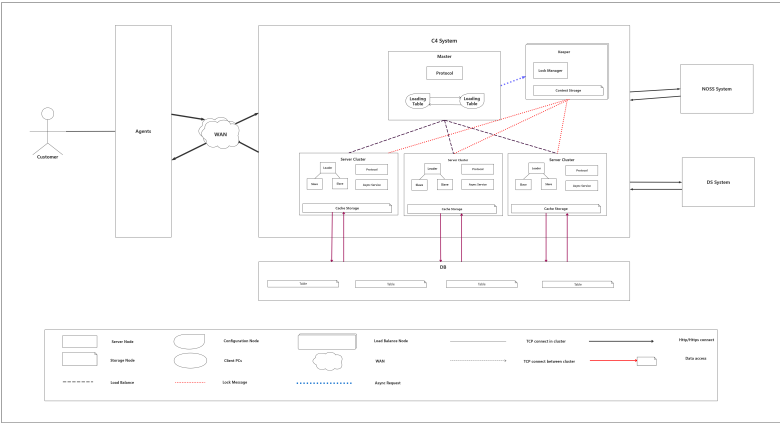 C4 System
Master
Protocol
Loading
Table
Loading
Table
Keeper
Lock Manager
Content Storage
NOSS System
Agents
WAN
Customer
Server Cluster
Leader
Protocol
Slave
Slave
Async Service
Cache Storage
Server Cluster
Leader
Protocol
Slave
Slave
Async Service
Cache Storage
Server Cluster
Leader
Protocol
Slave
Slave
Async Service
Cache Storage
DS System
DB
Table
Table
Table
Table
Server Node
Configuration Node
Load Balance Node
TCP connect in cluster
Http/Https connect
Storage Node
Client PCs
WAN
TCP connect between cluster
Data access
Load Balance
Lock Message
Async Request